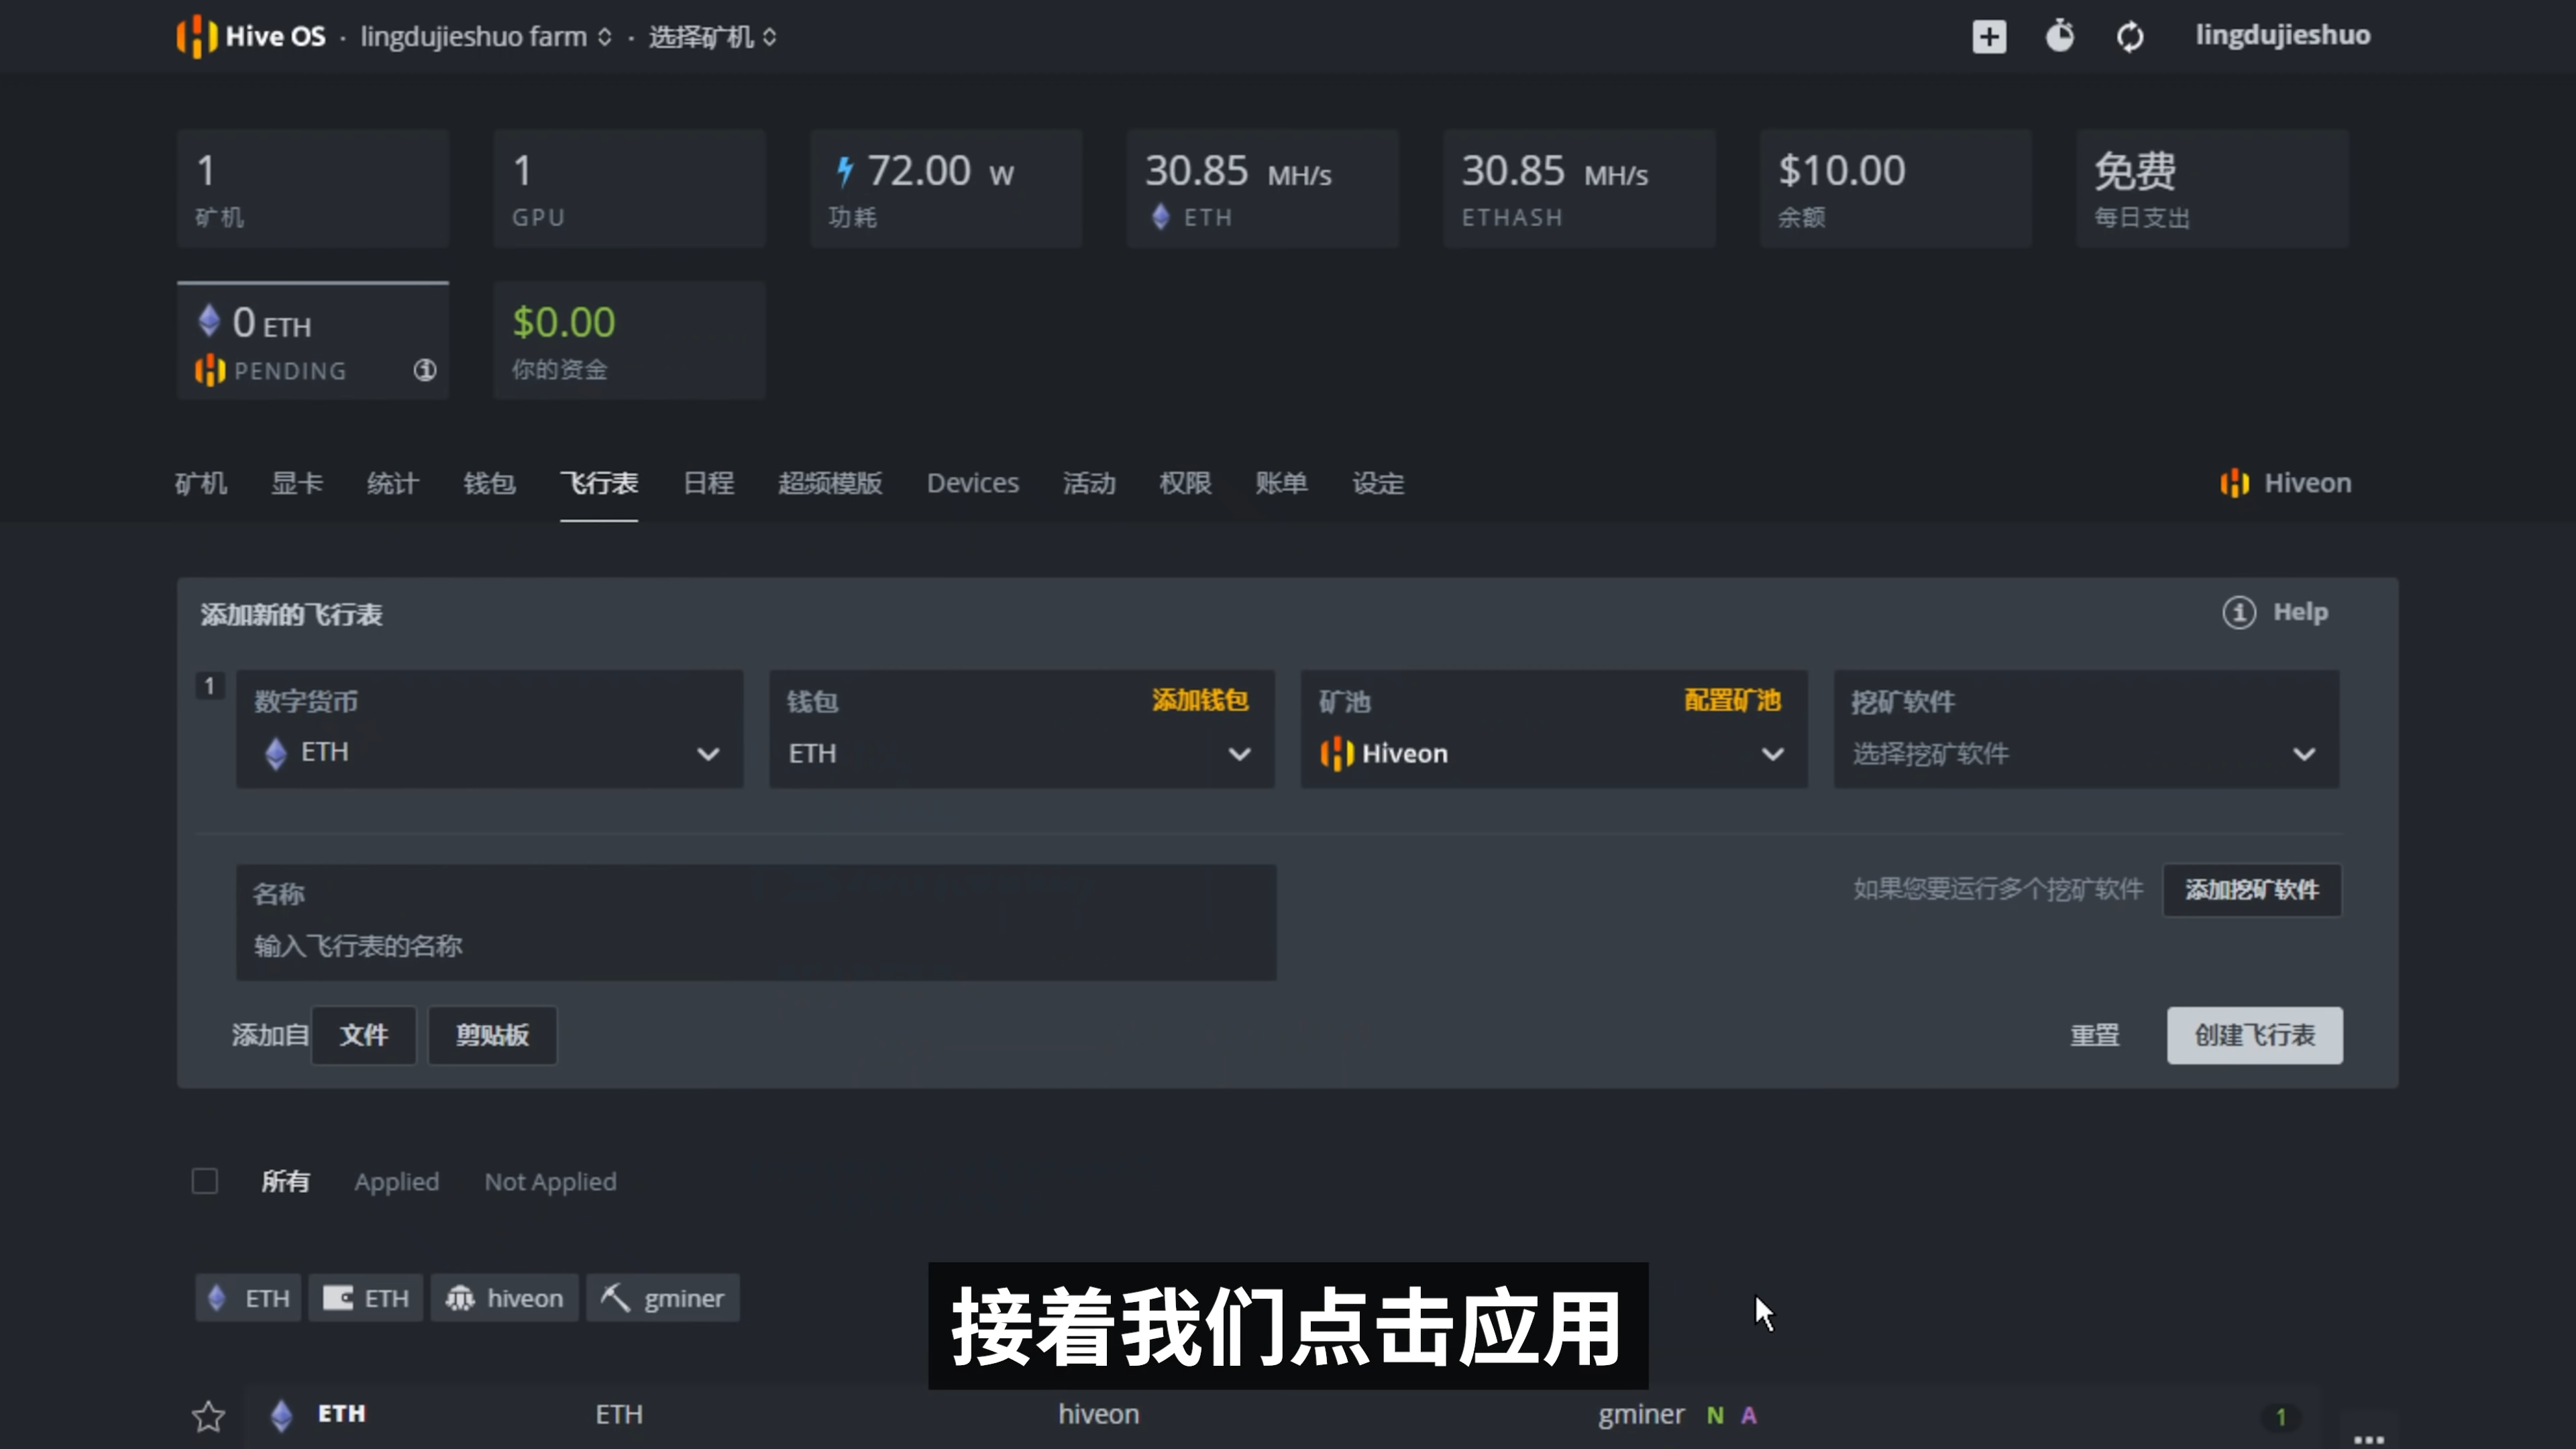 Hive OS · lingdujieshuo farm · 选择矿机 lingdujieshuo
1 1 72.00 W 30.85 MH/s 30.85 MH/s $10.00 免费
矿机 GPU 功耗 ETH ETHASH 余额 每日支出
0 ETH $0.00
PENDING 你的资金
矿机 显卡 统计 钱包 飞行表 日程 超频模版 Devices 活动 权限 账单 设定 Hiveon
添加新的飞行表 Help
1 数字货币 钱包 添加钱包 矿池 配置矿池 挖矿软件
ETH ETH Hiveon 选择挖矿软件
名称 如果您要运行多个挖矿软件 添加挖矿软件
输入飞行表的名称
添加自 文件 剪贴板 重置 创建飞行表
所有 Applied Not Applied
ETH ETH hiveon gminer
接着我们点击应用
ETH ETH hiveon gminer N A 1